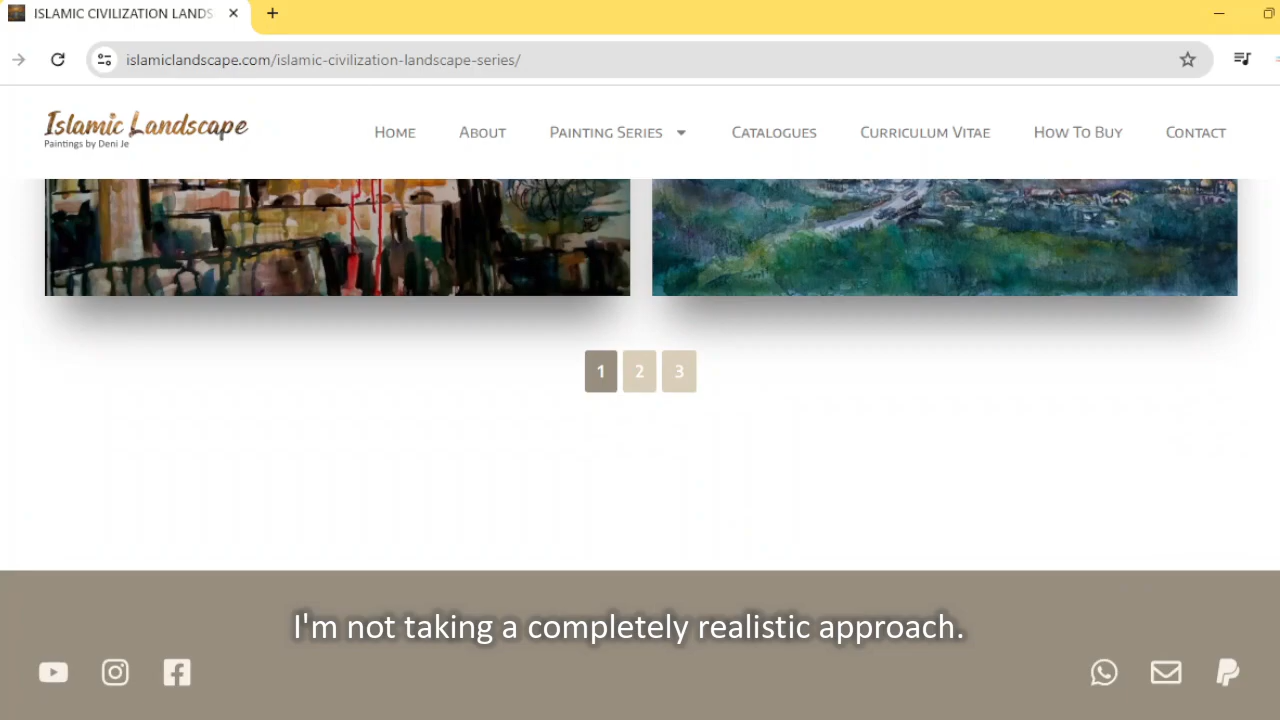 ISLAMIC CIVILIZATION LANDS
islamiclandscape.com/islamic-civilization-landscape-series/
Islamic Landscape
Paintings by Deni Je
Home About Painting Series Catalogues Curriculum Vitae How To Buy Contact
1 2 3
I'm not taking a completely realistic approach.